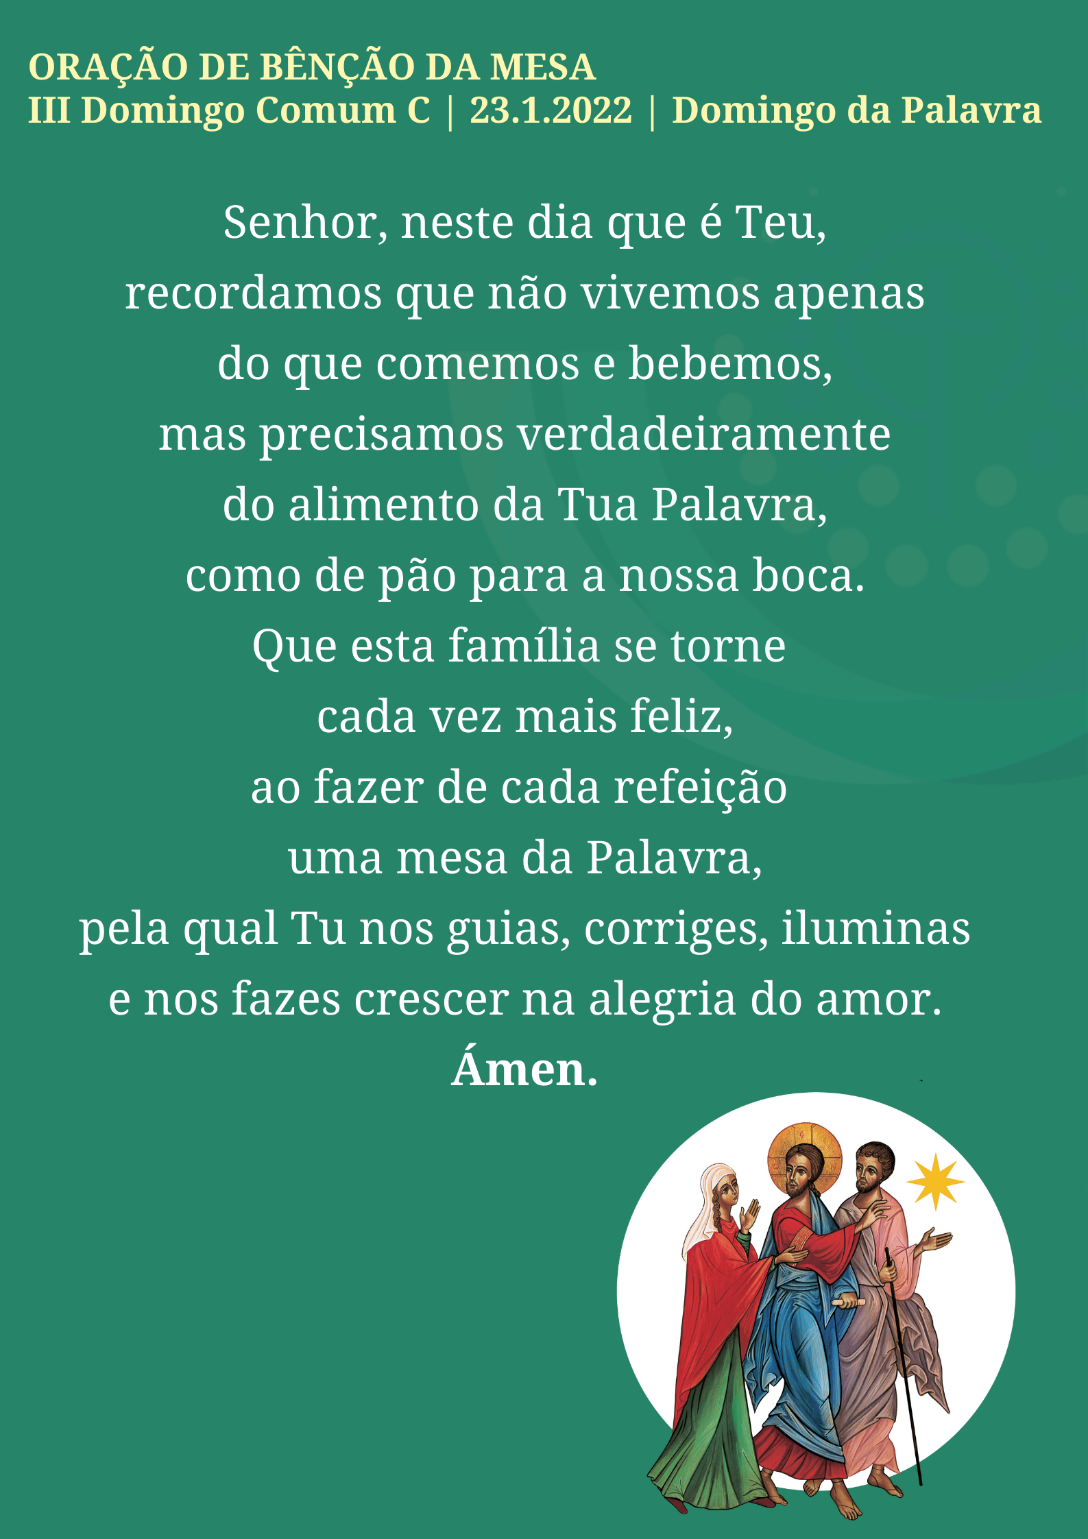 ORAÇÃO DE BÊNÇÃO DA MESA
III Domingo Comum C | 23.1.2022 | Domingo da Palavra
Senhor, neste dia que é Teu,
recordamos que não vivemos apenas
do que comemos e bebemos,
mas precisamos verdadeiramente
do alimento da Tua Palavra,
como de pão para a nossa boca.
Que esta família se torne
cada vez mais feliz,
ao fazer de cada refeição
uma mesa da Palavra,
pela qual Tu nos guias, corriges, iluminas
e nos fazes crescer na alegria do amor.
Ámen.